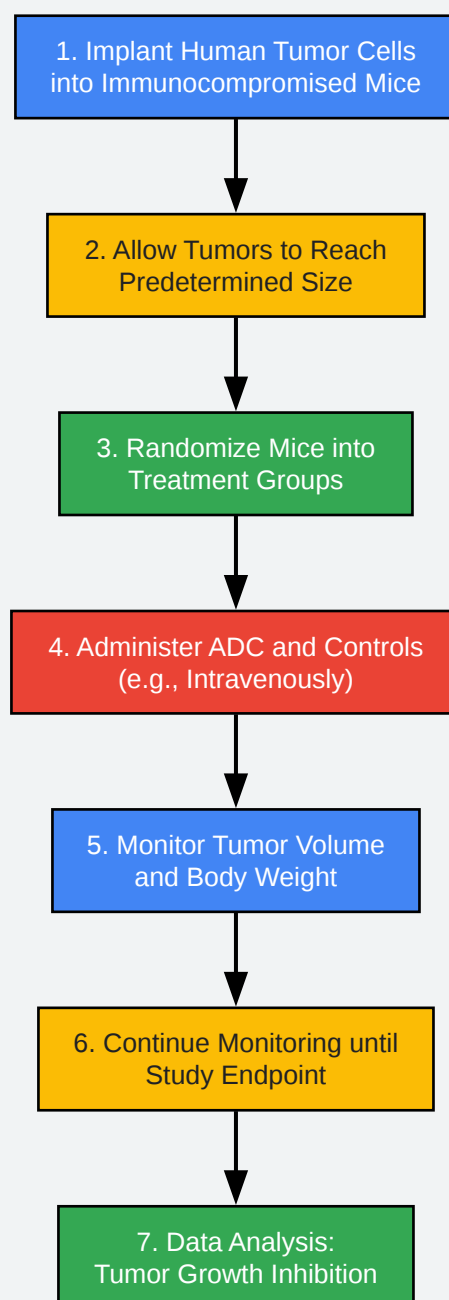 1. Implant Human Tumor Cells
into Immunocompromised Mice
2. Allow Tumors to Reach
Predetermined Size
3. Randomize Mice into
Treatment Groups
4. Administer ADC and Controls
(e.g., Intravenously)
5. Monitor Tumor Volume
and Body Weight
6. Continue Monitoring until
Study Endpoint
7. Data Analysis:
Tumor Growth Inhibition